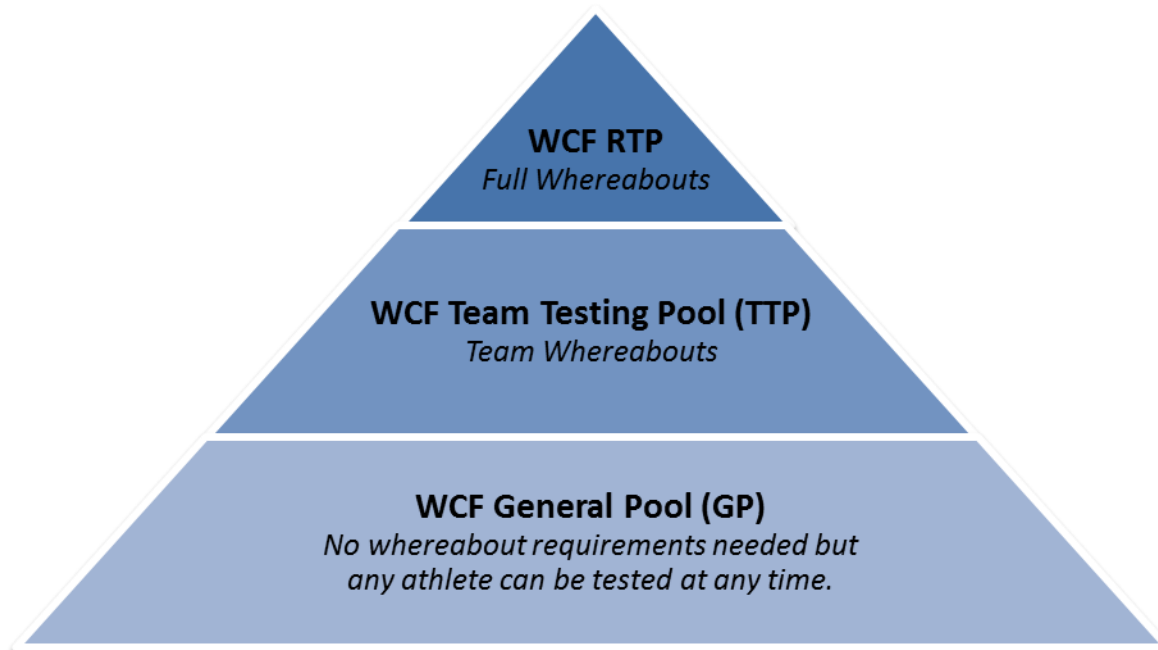 WCF RTP
Full Whereabouts
WCF Team Testing Pool (TTP)
Team Whereabouts
WCF General Pool (GP)
No whereabout requirements needed but
any athlete can be tested at any time.